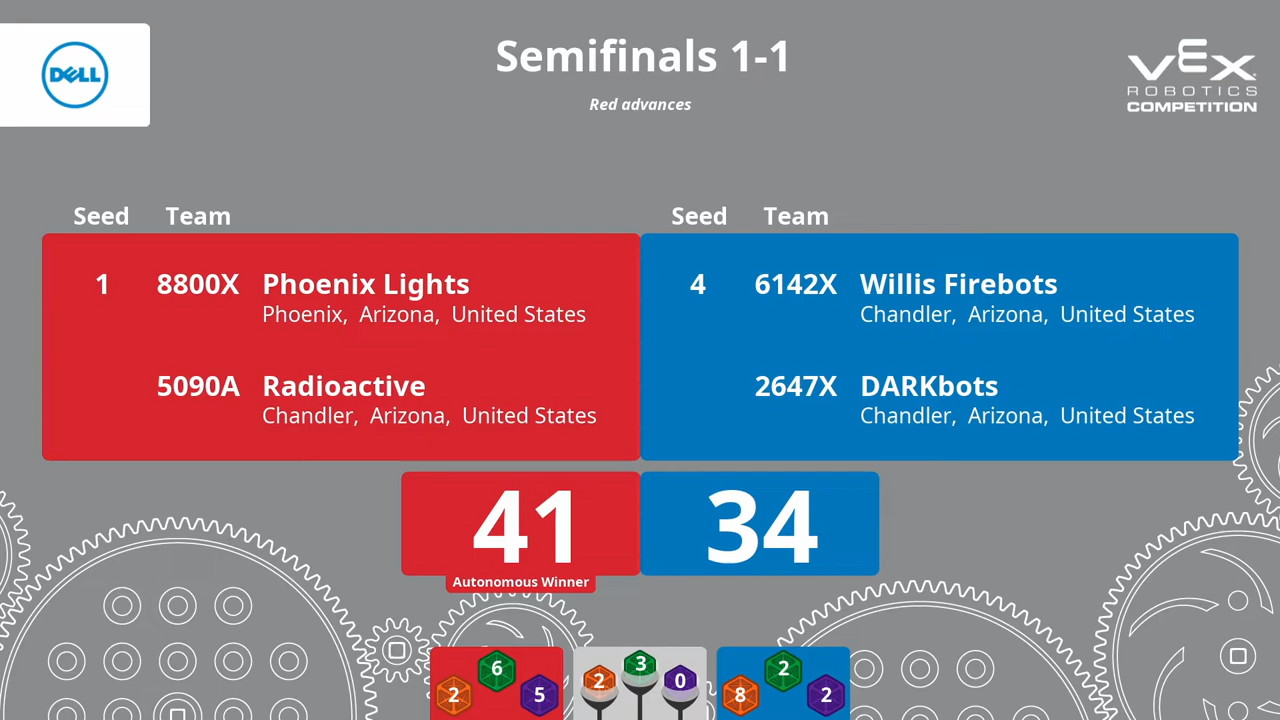 DELL
Semifinals 1-1
Red advances
VEX
ROBOTICS
COMPETITION
Seed Team
Seed Team
1 8800X Phoenix Lights
Phoenix, Arizona, United States
5090A Radioactive
Chandler, Arizona, United States
4 6142X Willis Firebots
Chandler, Arizona, United States
2647X DARKbots
Chandler, Arizona, United States
41
34
Autonomous Winner
2 6 5
2 3 0
8 2 2